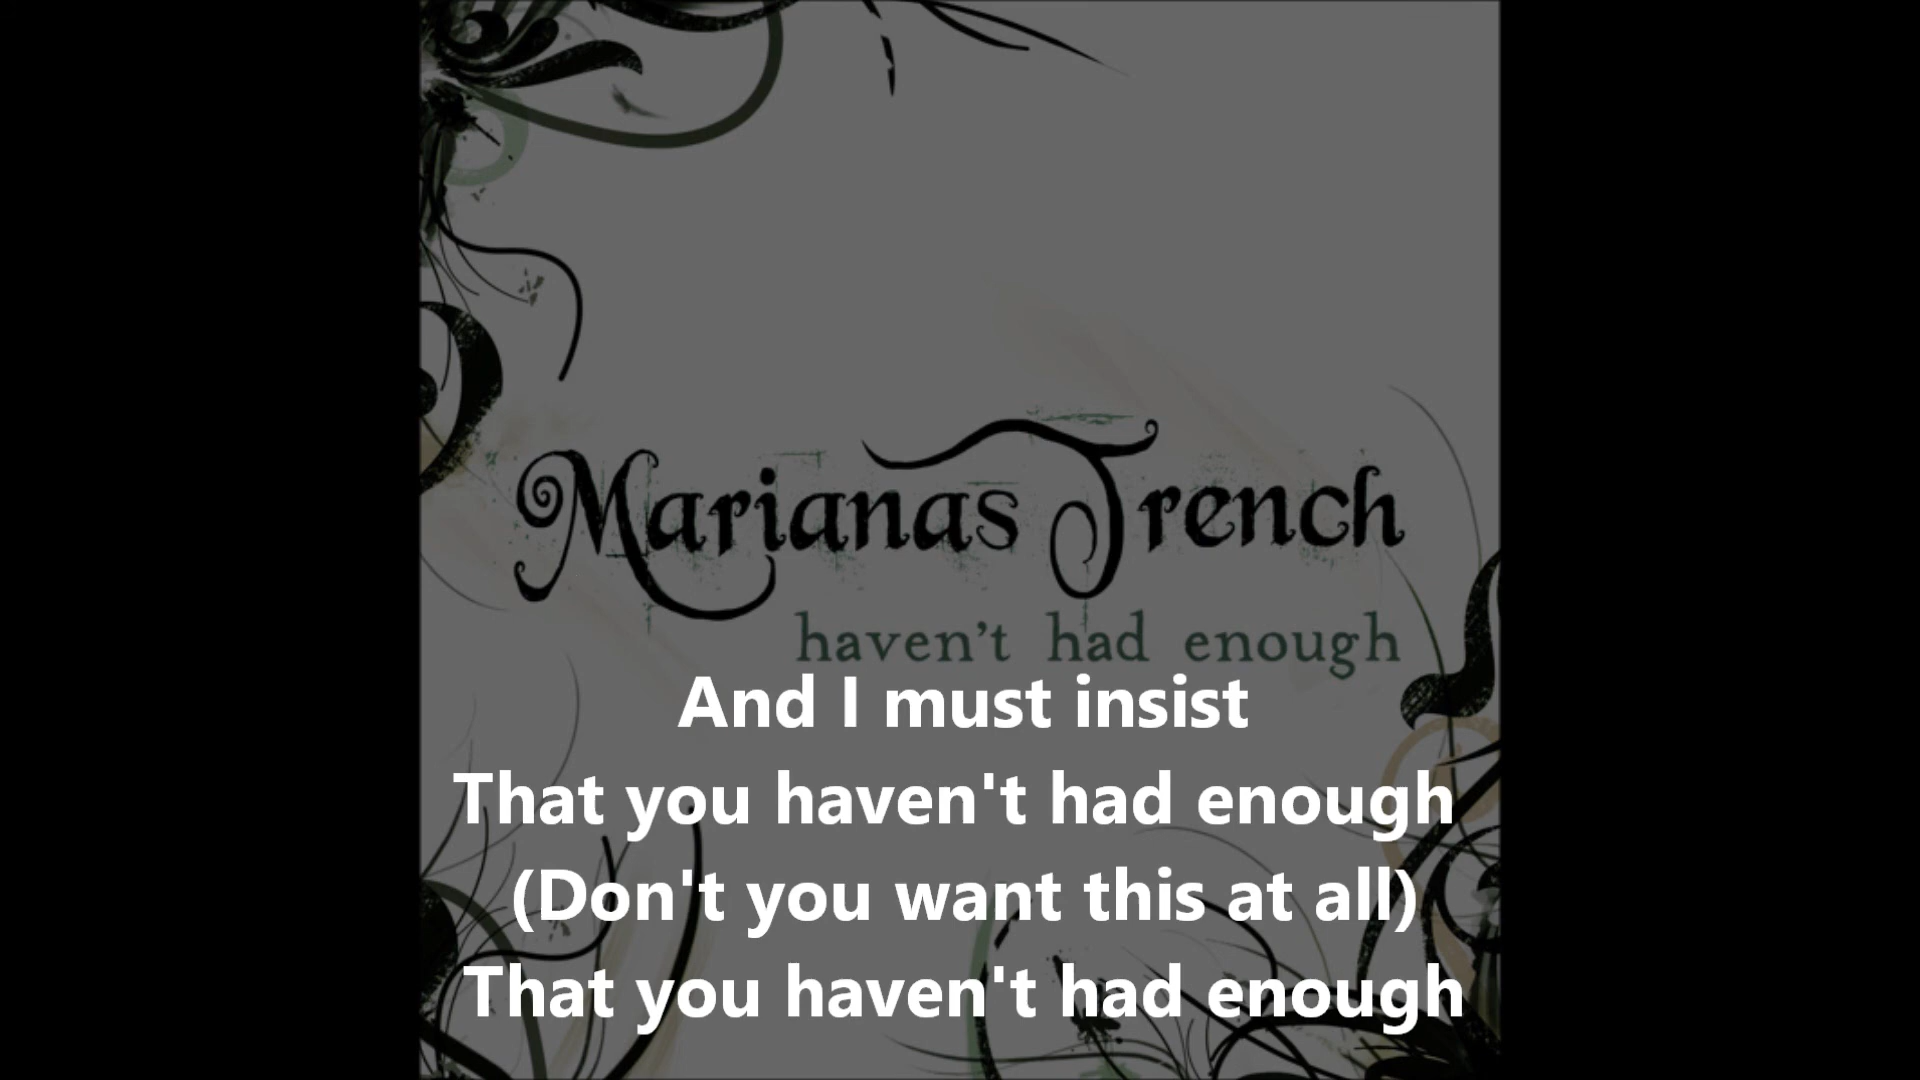 Marianas Trench
haven't had enough
And I must insist
That you haven't had enough
(Don't you want this at all)
That you haven't had enough